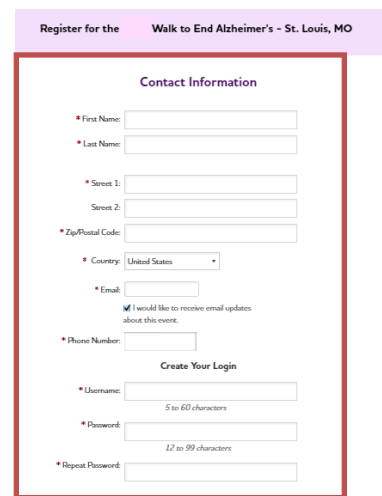 Register for the Walk to End Alzheimer's - St. Louis, MO
Contact Information
* First Name:
* Last Name:
* Street 1:
Street 2:
* Zip/Postal Code:
* Country: United States
* Email:
I would like to receive email updates
about this event.
* Phone Number:
Create Your Login
* Username:
5 to 60 characters
* Password:
12 to 99 characters
* Repeat Password: